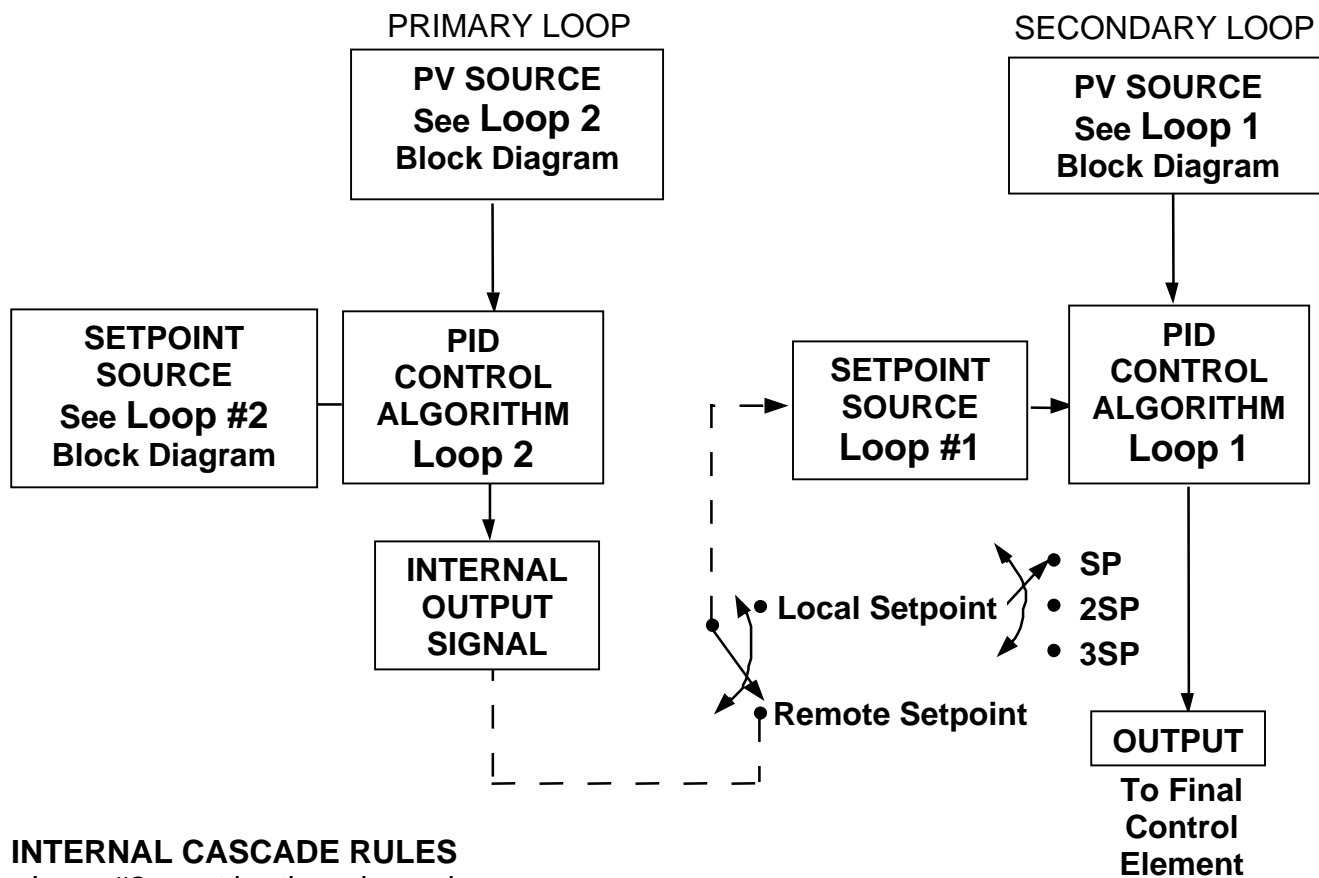 PRIMARY LOOP
PV SOURCE
See Loop 2
Block Diagram
SECONDARY LOOP
PV SOURCE
See Loop 1
Block Diagram
SETPOINT
SOURCE
See Loop #2
Block Diagram
PID
CONTROL
ALGORITHM
Loop 2
SETPOINT
SOURCE
Loop #1
PID
CONTROL
ALGORITHM
Loop 1
INTERNAL
OUTPUT
SIGNAL
Local Setpoint
SP
2SP
3SP
Remote Setpoint
OUTPUT
To Final
Control
Element
INTERNAL CASCADE RULES